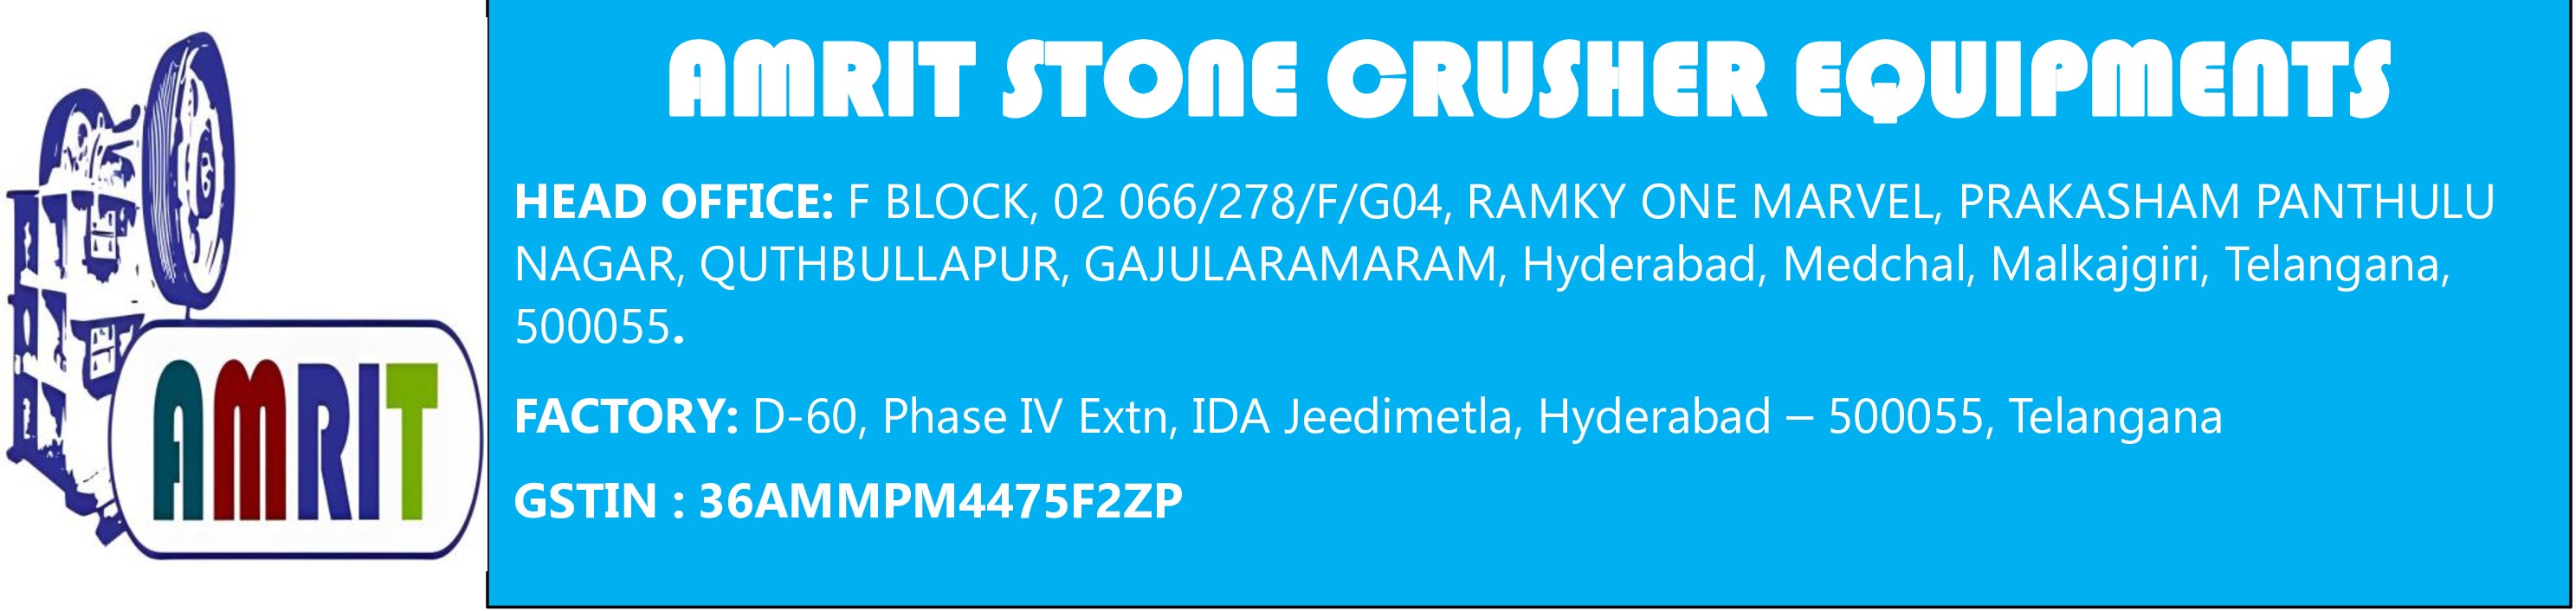 AMRIT
AMRIT STONE CRUSHER EQUIPMENTS
HEAD OFFICE: F BLOCK, 02 066/278/F/G04, RAMKY ONE MARVEL, PRAKASHAM PANTHULU
NAGAR, QUTHBULLAPUR, GAJULARAMARAM, Hyderabad, Medchal, Malkajgiri, Telangana,
500055.
FACTORY: D-60, Phase IV Extn, IDA Jeedimetla, Hyderabad – 500055, Telangana
GSTIN : 36AMMPM4475F2ZP